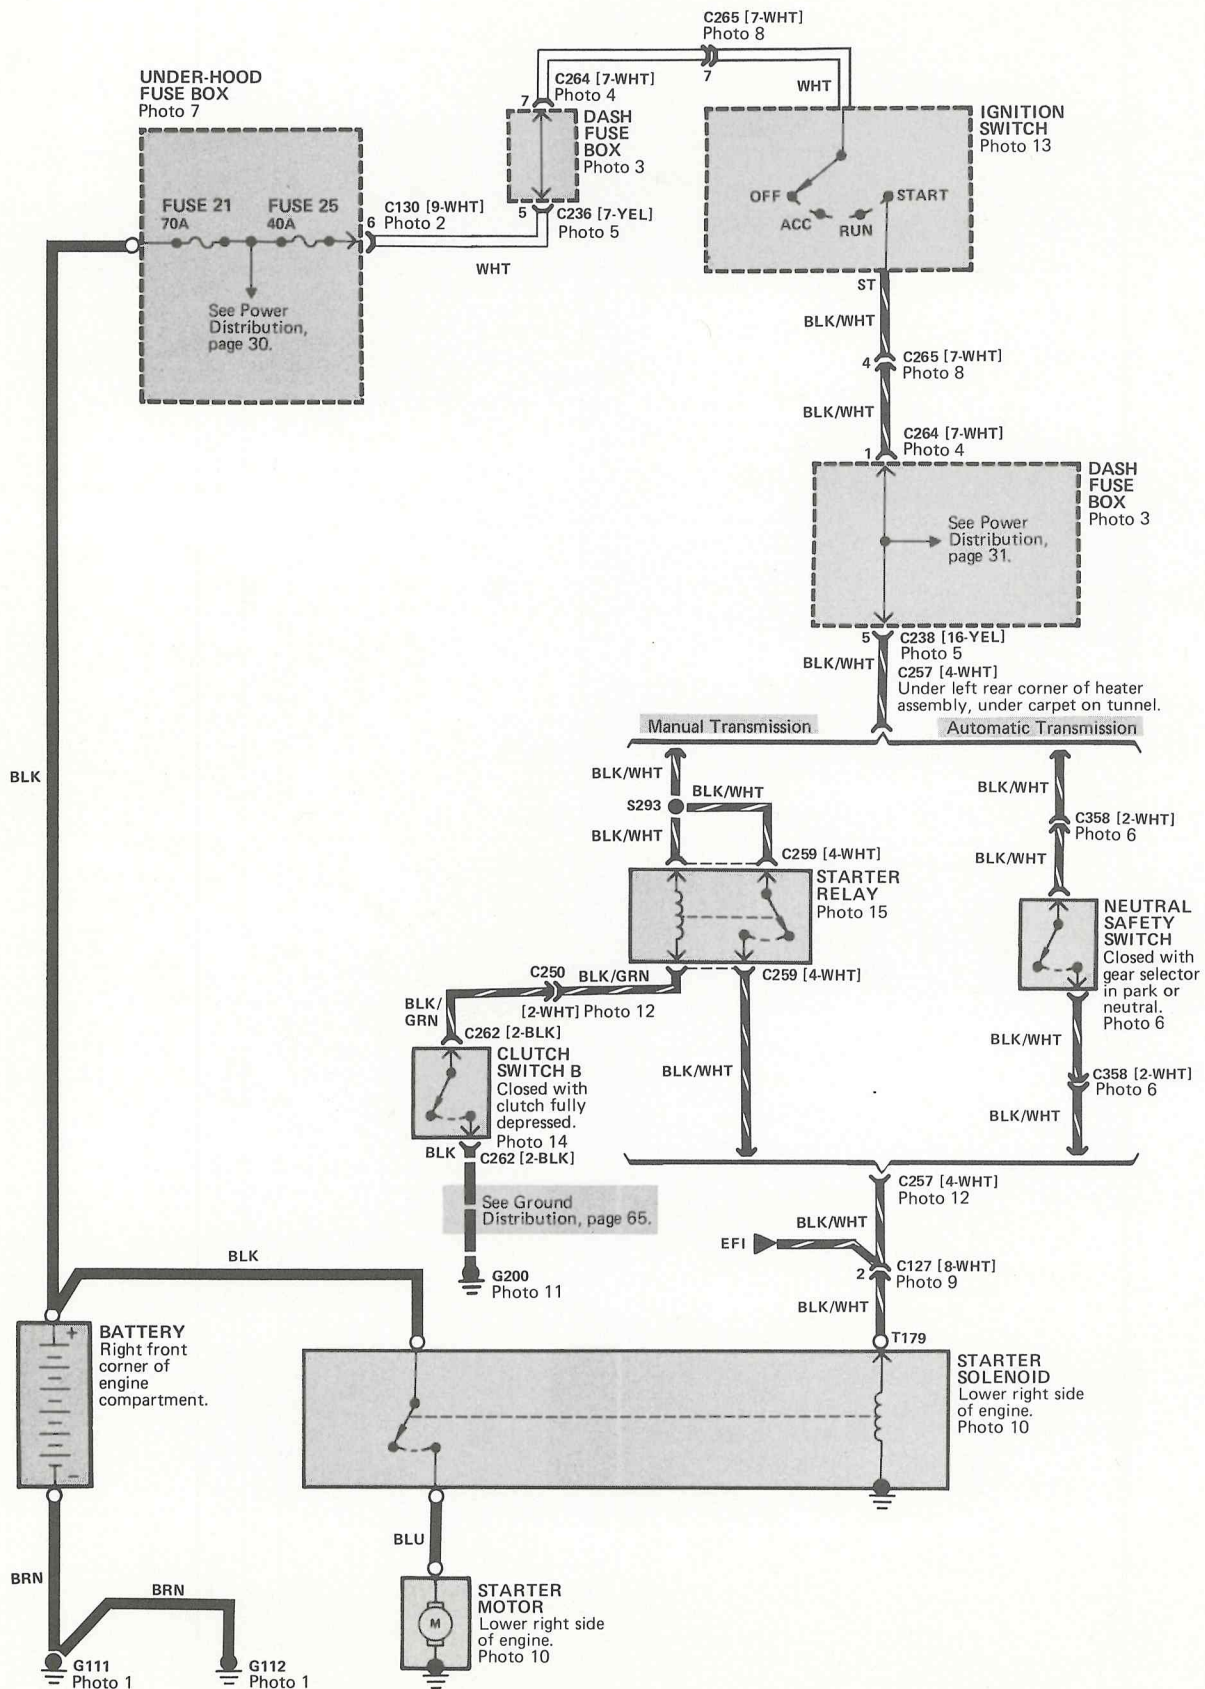 C265 [7-WHT]
Photo 8
7
WHT
UNDER-HOOD
FUSE BOX
Photo 7
C264 [7-WHT]
7
Photo 4
DASH
FUSE
BOX
Photo 3
IGNITION
SWITCH
Photo 13
OFF
START
ACC
RUN
FUSE 21
70A
FUSE 25
40A
6
C130 [9-WHT]
Photo 2
5
C236 [7-YEL]
Photo 5
WHT
See Power
Distribution,
page 30.
ST
BLK/WHT
4
C265 [7-WHT]
Photo 8
BLK/WHT
1
C264 [7-WHT]
Photo 4
DASH
FUSE
BOX
Photo 3
See Power
Distribution,
page 31.
5
C238 [16-YEL]
Photo 5
BLK/WHT
C257 [4-WHT]
Under left rear corner of heater
assembly, under carpet on tunnel.
Manual Transmission
Automatic Transmission
BLK
BLK/WHT
BLK/WHT
S293
BLK/WHT
BLK/WHT
C358 [2-WHT]
Photo 6
BLK/WHT
C259 [4-WHT]
STARTER
RELAY
Photo 15
NEUTRAL
SAFETY
SWITCH
Closed with
gear selector
in park or
neutral.
Photo 6
C259 [4-WHT]
C250
BLK/GRN
[2-WHT] Photo 12
BLK/
GRN
C262 [2-BLK]
CLUTCH
SWITCH B
Closed with
clutch fully
depressed.
Photo 14
BLK
C262 [2-BLK]
BLK/WHT
BLK/WHT
C358 [2-WHT]
Photo 6
BLK/WHT
See Ground
Distribution, page 65.
G200
Photo 11
C257 [4-WHT]
Photo 12
BLK/WHT
EFI
2
C127 [8-WHT]
Photo 9
BLK/WHT
T179
BLK
+
BATTERY
Right front
corner of
engine
compartment.
−
STARTER
SOLENOID
Lower right side
of engine.
Photo 10
BLU
BRN
BRN
STARTER
MOTOR
Lower right side
of engine.
Photo 10
M
G111
Photo 1
G112
Photo 1